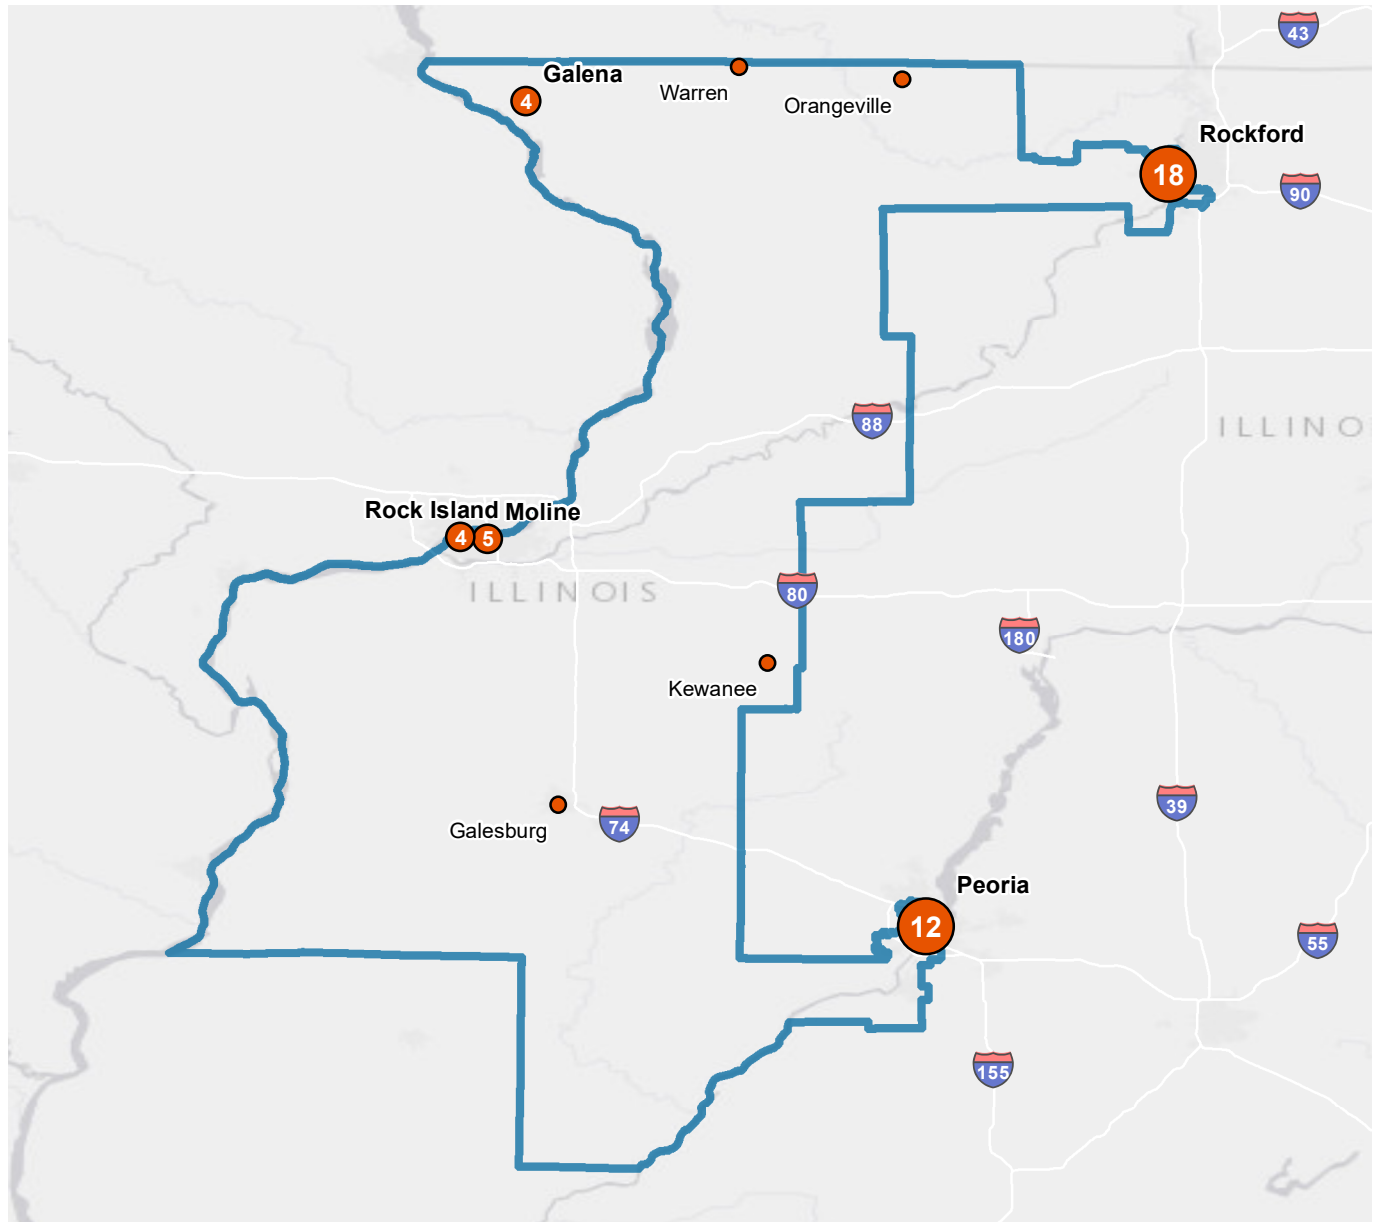 43
Galena
4
Warren
Orangeville
Rockford
18
90
88
ILLINO
Rock Island
Moline
4
5
80
ILLINOIS
180
Kewanee
39
Galesburg
74
Peoria
12
55
155